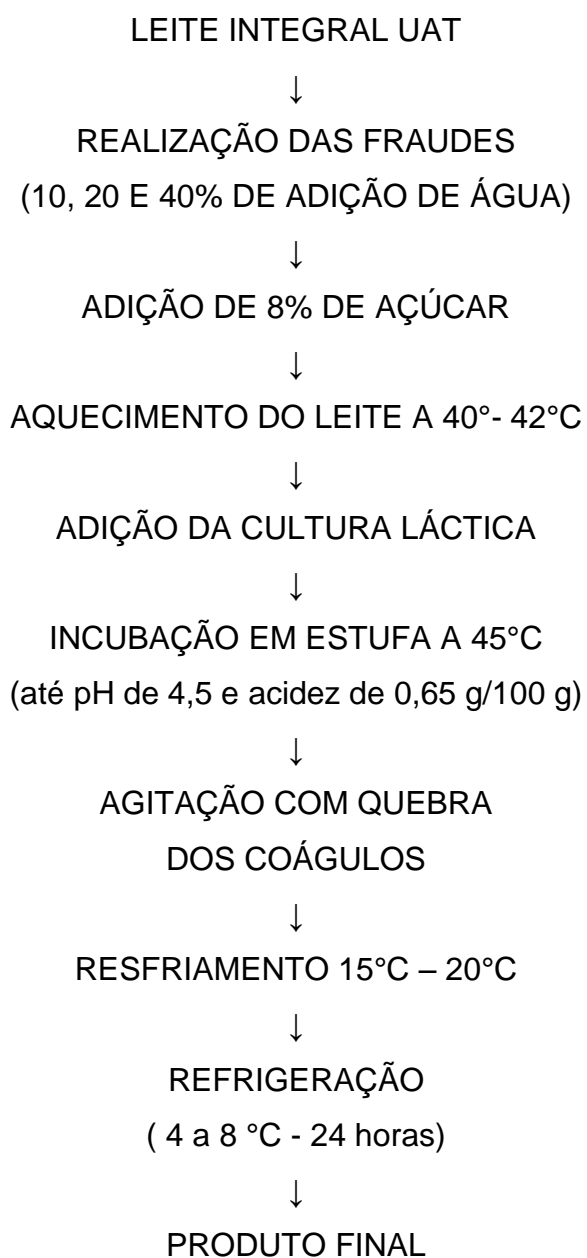 LEITE INTEGRAL UAT
↓
REALIZAÇÃO DAS FRAUDES
(10, 20 E 40% DE ADIÇÃO DE ÁGUA)
↓
ADIÇÃO DE 8% DE AÇÚCAR
↓
AQUECIMENTO DO LEITE A 40°- 42°C
↓
ADIÇÃO DA CULTURA LÁCTICA
↓
INCUBAÇÃO EM ESTUFA A 45°C
(até pH de 4,5 e acidez de 0,65 g/100 g)
↓
AGITAÇÃO COM QUEBRA
DOS COÁGULOS
↓
RESFRIAMENTO 15°C – 20°C
↓
REFRIGERAÇÃO
( 4 a 8 °C - 24 horas)
↓
PRODUTO FINAL